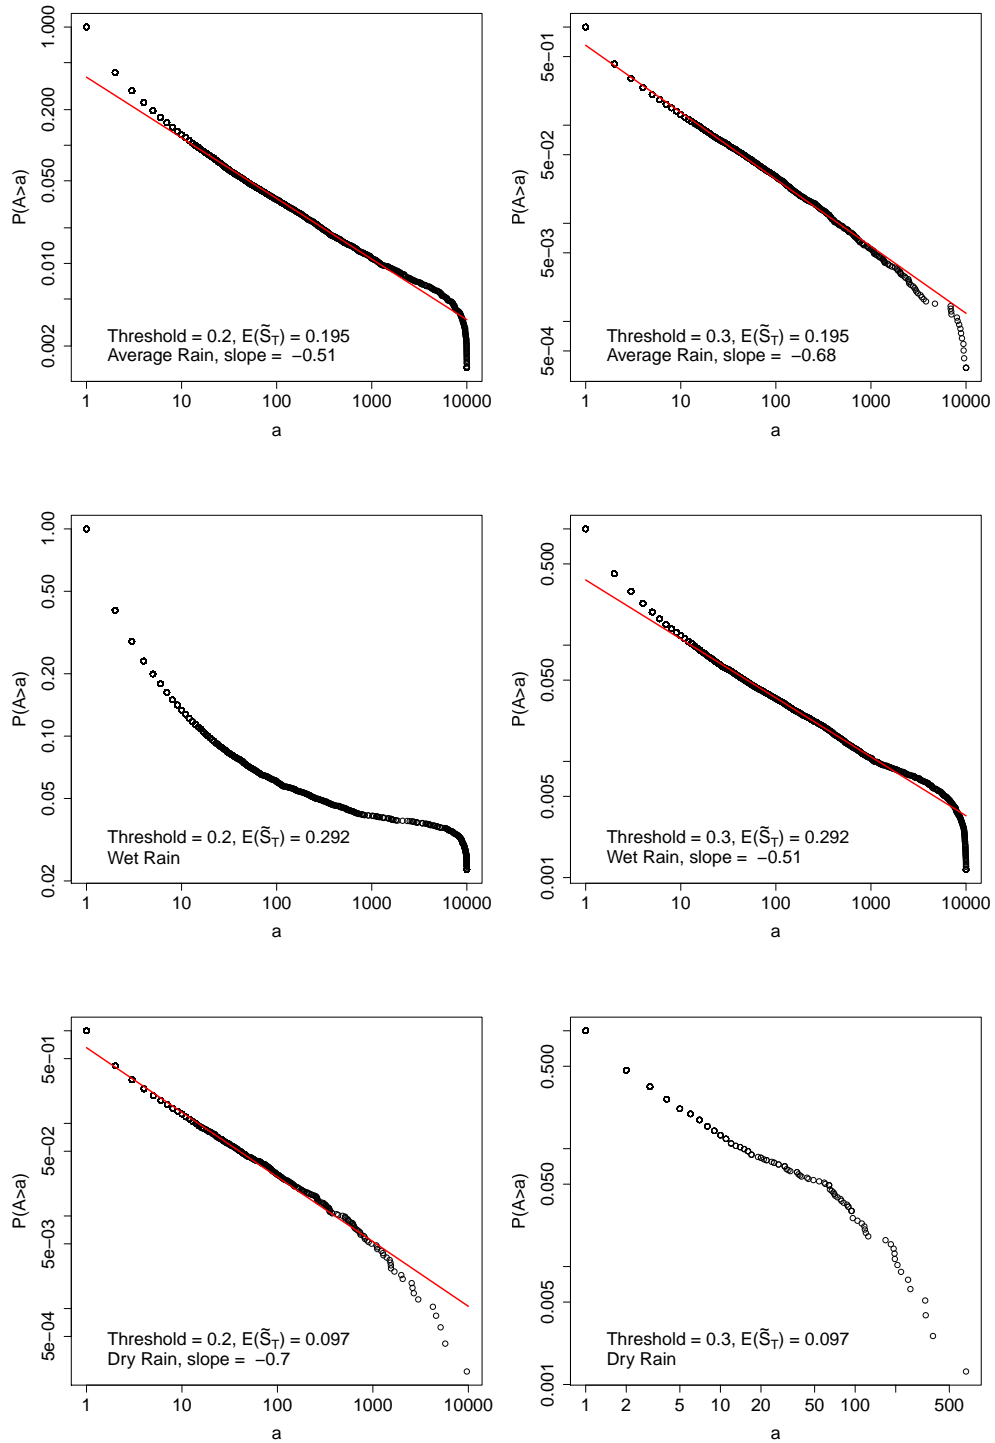 1.000
0.200
0.050
0.010
0.002
P(A>a)
Threshold = 0.2, E(S̃_T) = 0.195
Average Rain, slope = −0.51
1 10 100 1000 10000
a
5e−01
5e−02
5e−03
5e−04
P(A>a)
Threshold = 0.3, E(S̃_T) = 0.195
Average Rain, slope = −0.68
1 10 100 1000 10000
a
1.00
0.50
0.20
0.10
0.05
0.02
P(A>a)
Threshold = 0.2, E(S̃_T) = 0.292
Wet Rain
1 10 100 1000 10000
a
0.500
0.050
0.005
0.001
P(A>a)
Threshold = 0.3, E(S̃_T) = 0.292
Wet Rain, slope = −0.51
1 10 100 1000 10000
a
5e−01
5e−02
5e−03
5e−04
P(A>a)
Threshold = 0.2, E(S̃_T) = 0.097
Dry Rain, slope = −0.7
1 10 100 1000 10000
a
0.500
0.050
0.005
0.001
P(A>a)
Threshold = 0.3, E(S̃_T) = 0.097
Dry Rain
1 2 5 10 20 50 100 500
a